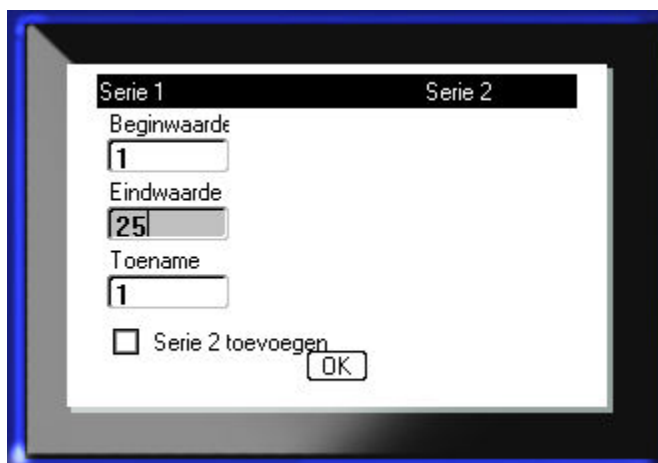 Serie 1 Serie 2
Beginwaarde
1
Eindwaarde
25
Toename
1
Serie 2 toevoegen
OK